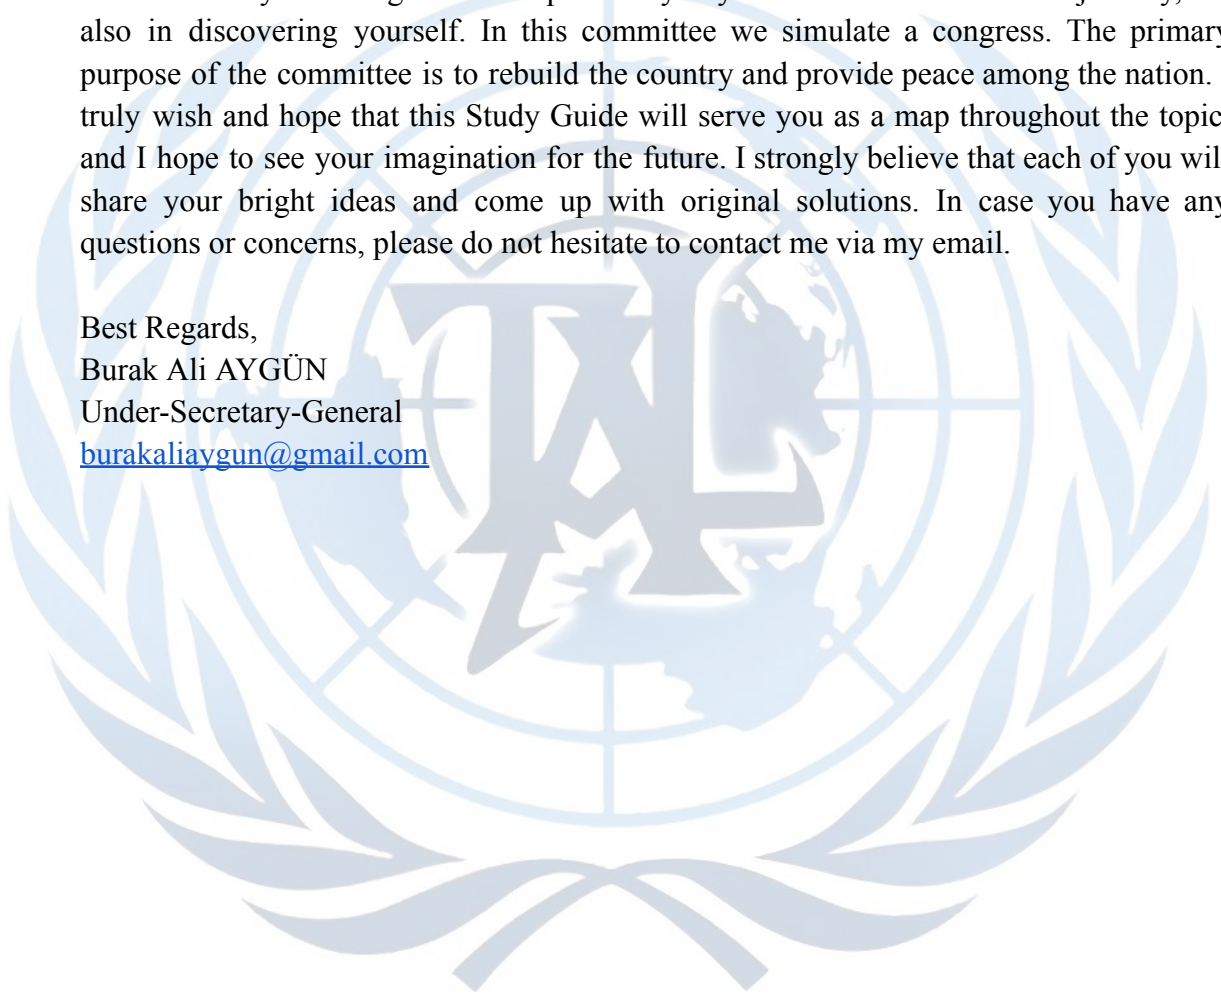 also in discovering yourself. In this committee we simulate a congress. The primary
purpose of the committee is to rebuild the country and provide peace among the nation.
truly wish and hope that this Study Guide will serve you as a map throughout the topic
and I hope to see your imagination for the future. I strongly believe that each of you will
share your bright ideas and come up with original solutions. In case you have any
questions or concerns, please do not hesitate to contact me via my email.
Best Regards,
Burak Ali AYGÜN
Under-Secretary-General
burakaliaygun@gmail.com
TAL